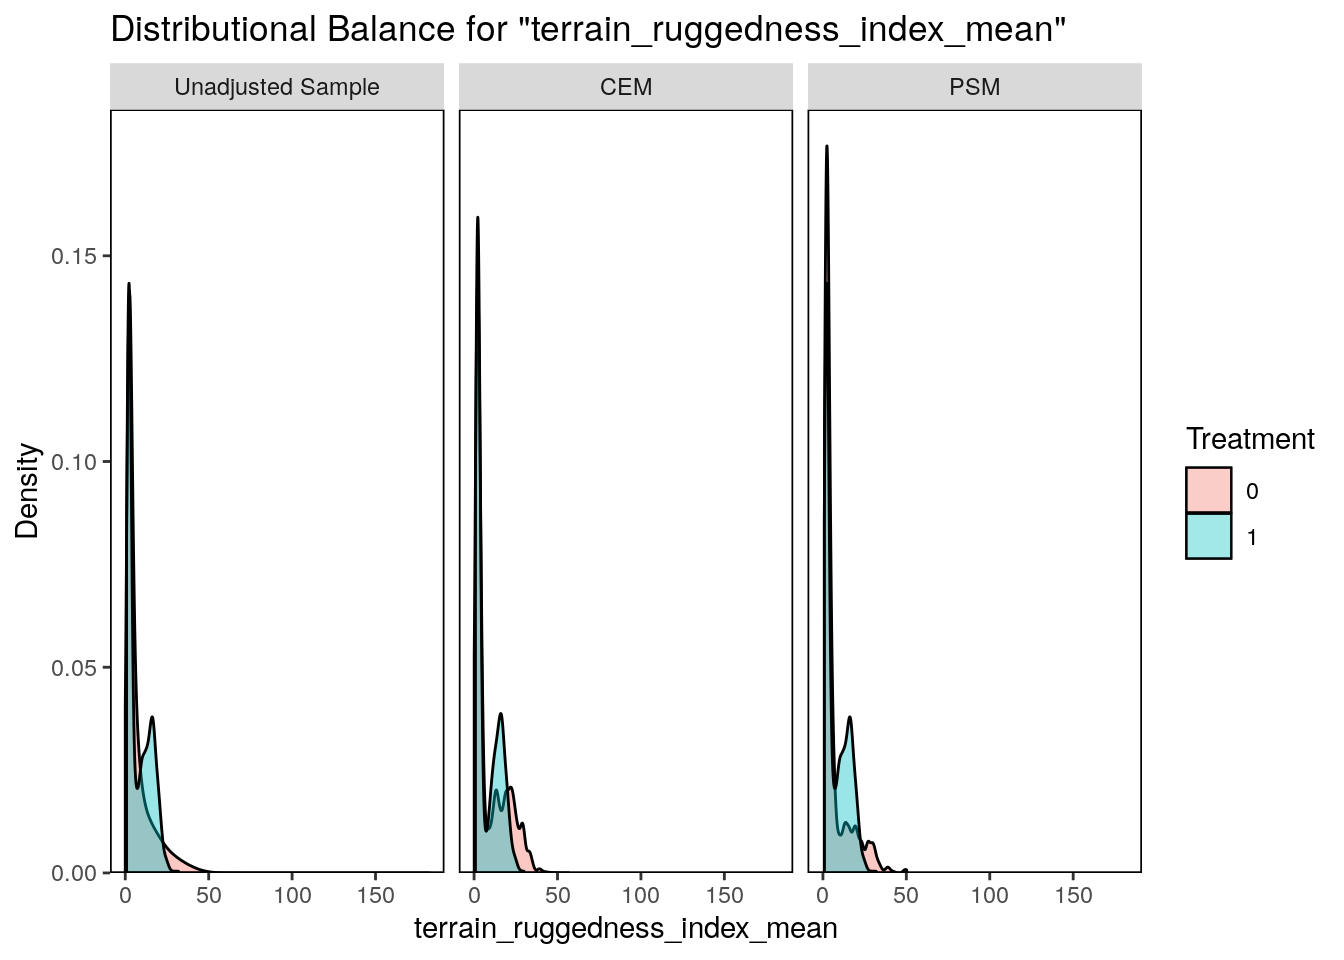 Distributional Balance for "terrain_ruggedness_index_mean"
Unadjusted Sample
CEM
PSM
Density
0.15
0.10
0.05
0.00
0 50 100 150
0 50 100 150
0 50 100 150
terrain_ruggedness_index_mean
Treatment
0
1